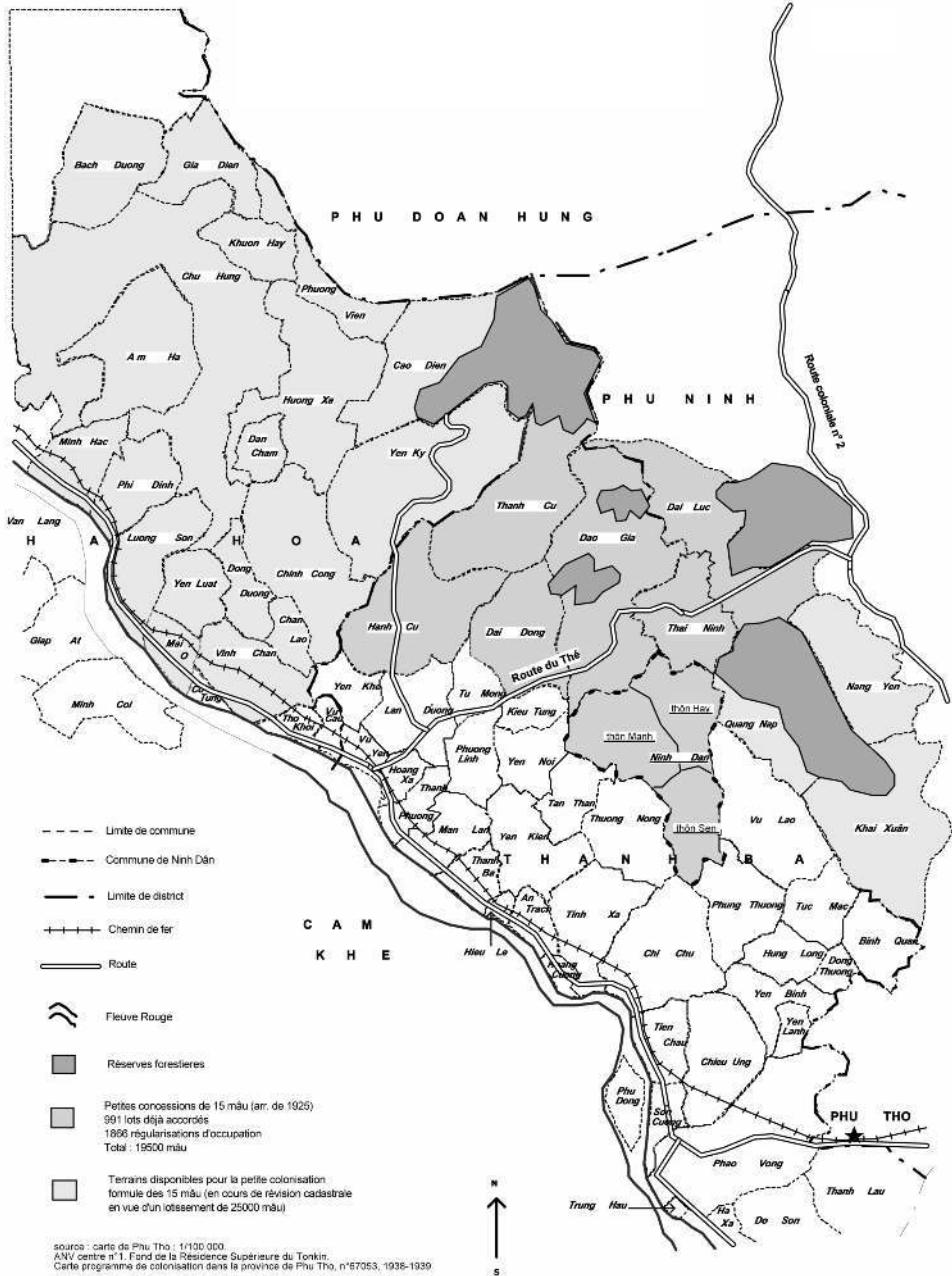 Bach Duong
Gia Dien
PHU DOAN HUNG
Khuon Hay
Chu Hung
Phuong
Vien
Am Ha
Cao Dien
Route coloniale n° 2
Huong Xa
PHU NINH
Minh Hac
Dan
Cham
Yen Ky
Phi Dinh
Thanh Cu
Dai Luc
Van Lang
HA HOA
Luong Son
Dao Gia
Yen Luat
Dong
Duong
Chinh Cong
Chan
Lao
Hanh Cu
Dai Dong
Thai Ninh
Giap At
Mai
O
Vinh Chan
Route du Thé
Minh Coi
Co
Tung
Yen Kho
Tu Mong
Nang Yen
Tho
Khoi
Vu
Cau
Lan Duong
Kieu Tung
thôn Hay
Quang Nap
thôn Manh
Vu
Yen
Phuong
Linh
Yen Noi
Ninh Dan
Hoang
Xa
Thanh
Tan Than
Phuong
Man Lan
Yen Kien
Thuong Nong
thôn Sen
Vu Lao
Khai Xuân
Thanh
Ba
THANH BA
An
Trach
Tinh Xa
Phung Thuong
Tuc Mac
CAM
KHE
Hieu Le
Chi Chu
Hung Long
Dong
Thuong
Binh Quan
Hoang
Cuong
Yen Binh
Yen
Lanh
Tien
Chau
Chieu Ung
Phu
Dong
Son
Cuong
PHU THO
Phao Vong
Thanh Lau
Trung Hau
Ha
Xa
Do Son
Limite de commune
Commune de Ninh Dân
Limite de district
Chemin de fer
Route
Fleuve Rouge
Réserves forestieres
Petites concessions de 15 mâu (arr. de 1925)
991 lots déjà accordés
1866 régularisations d'occupation
Total : 19500 mâu
Terrains disponibles pour la petite colonisation
formule des 15 mâu (en cours de révision cadastrale
en vue d'un lotissement de 25000 mâu)
N
S
source : carte de Phu Tho : 1/100 000.
ANV centre n°1. Fond de la Résidence Supérieure du Tonkin.
Carte programme de colonisation dans la province de Phu Tho, n°67053, 1938-1939